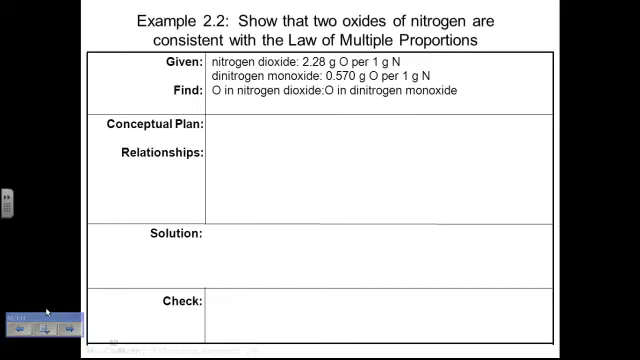 Example 2.2:  Show that two oxides of nitrogen are
consistent with the Law of Multiple Proportions
Given: nitrogen dioxide: 2.28 g O per 1 g N
dinitrogen monoxide: 0.570 g O per 1 g N
Find: O in nitrogen dioxide:O in dinitrogen monoxide
Conceptual Plan:
Relationships:
Solution:
Check: